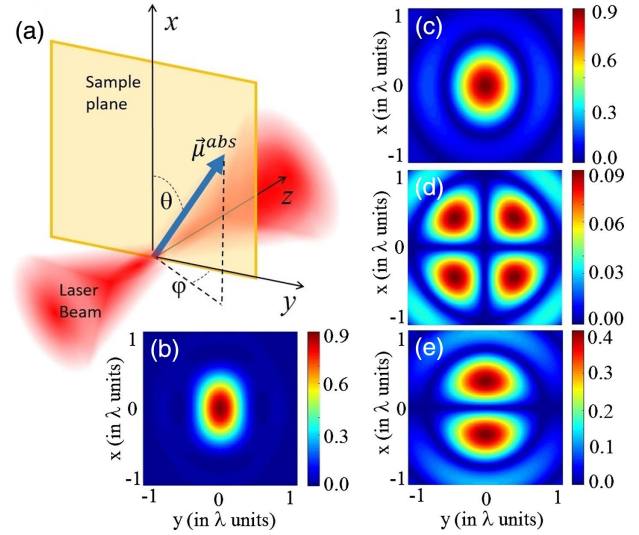 (a)
x
Sample
plane
μ⃗ᵃᵇˢ
θ
z
y
φ
Laser
Beam
(b)
x (in λ units)
1
0
-1
-1 0 1
y (in λ units)
0.9
0.6
0.3
0.0
(c)
x (in λ units)
1
0
-1
0.9
0.6
0.3
0.0
(d)
x (in λ units)
1
0
-1
0.09
0.06
0.03
0.00
(e)
x (in λ units)
1
0
-1
-1 0 1
y (in λ units)
0.4
0.3
0.2
0.1
0.0